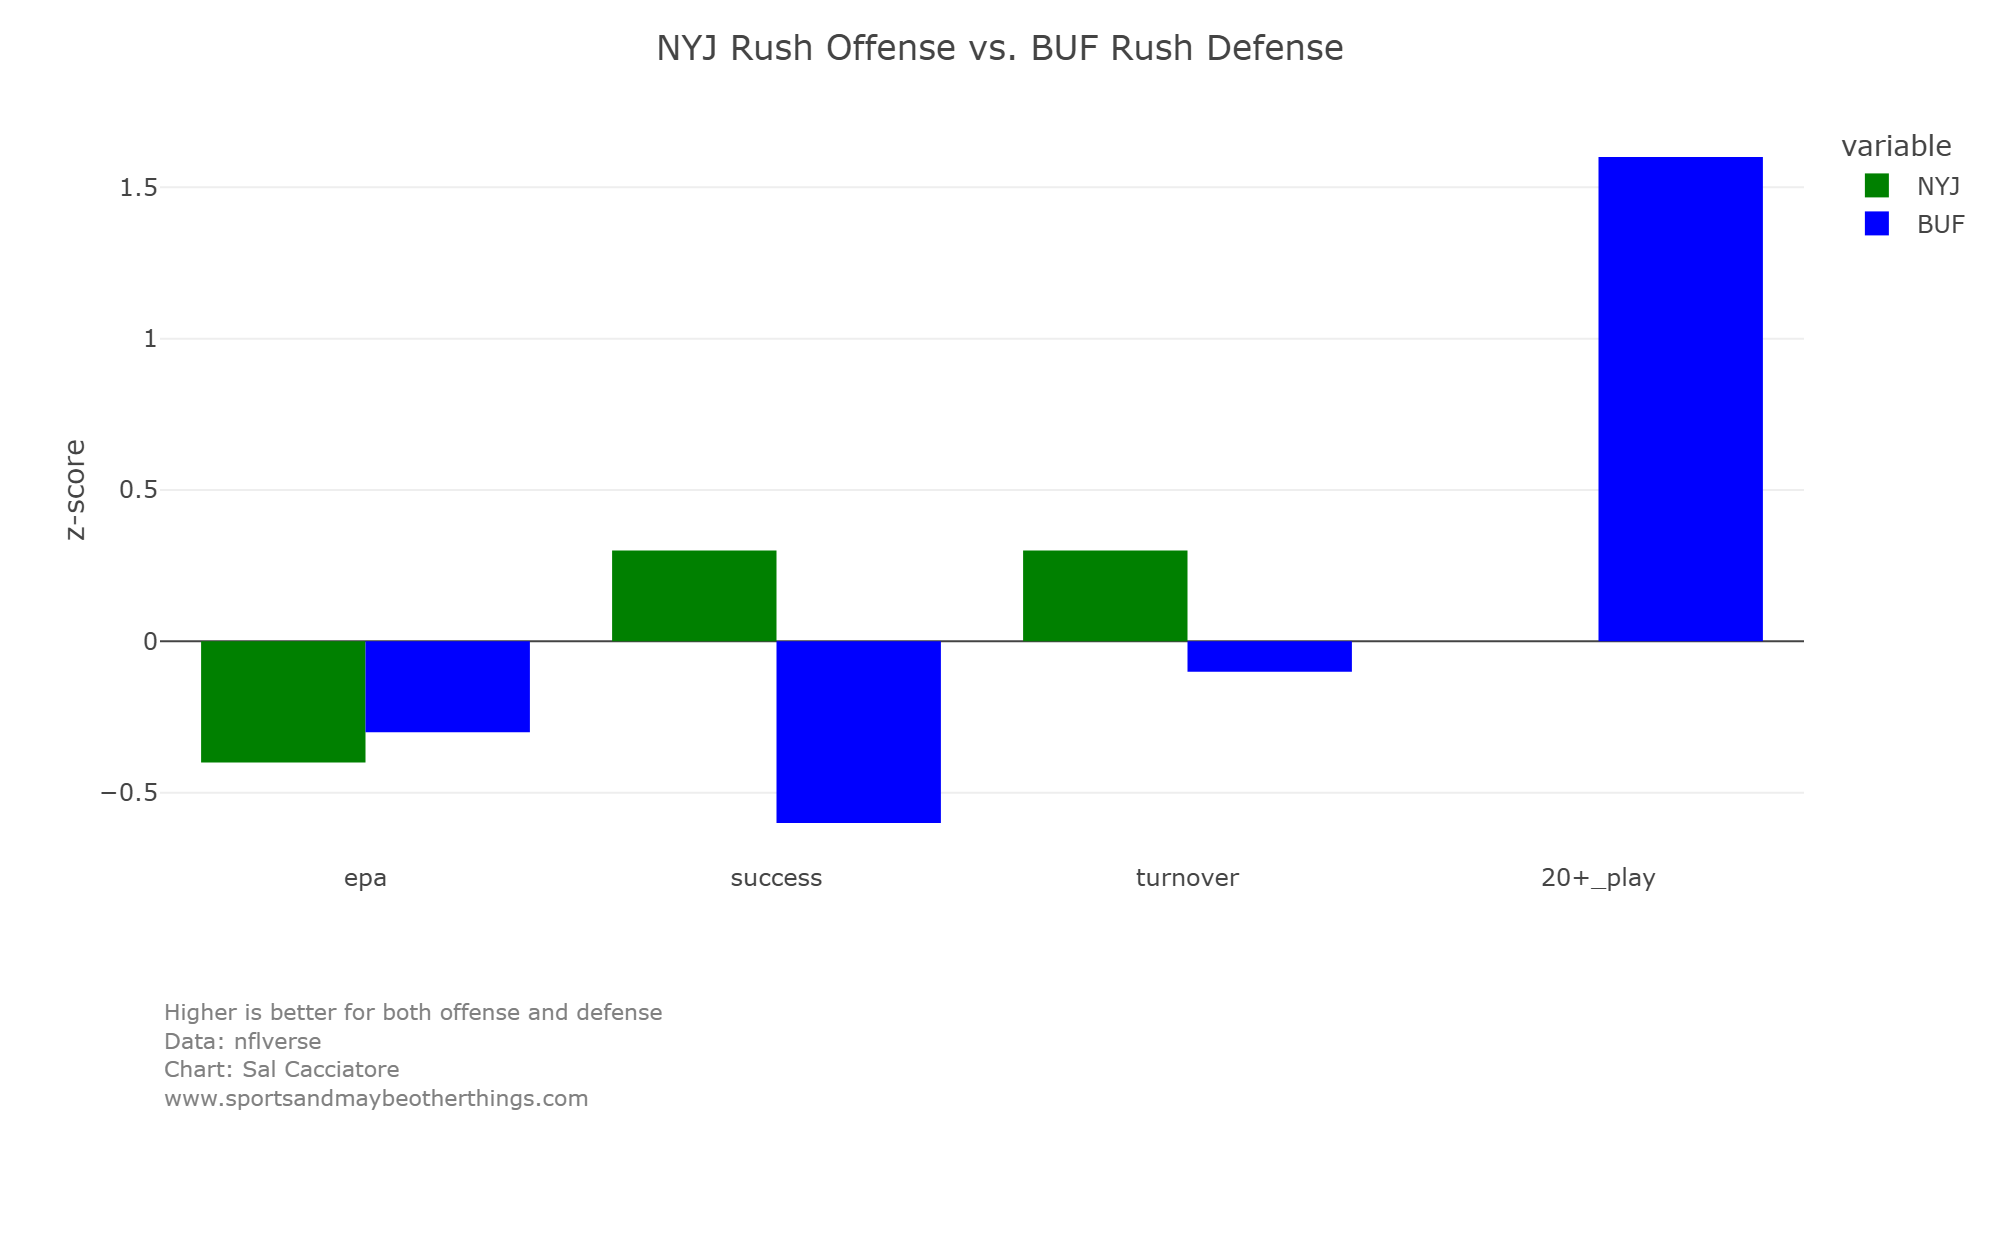 NYJ Rush Offense vs. BUF Rush Defense
variable
NYJ
BUF
z-score
1.5
1
0.5
0
−0.5
epa
success
turnover
20+_play
Higher is better for both offense and defense
Data: nflverse
Chart: Sal Cacciatore
www.sportsandmaybeotherthings.com